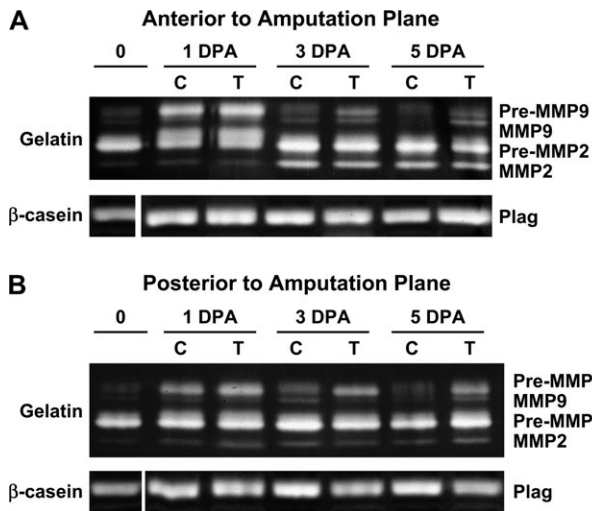 A Anterior to Amputation Plane
0 1 DPA 3 DPA 5 DPA
C T C T C T
Gelatin
Pre-MMP9
MMP9
Pre-MMP2
MMP2
β-casein Plag
B Posterior to Amputation Plane
0 1 DPA 3 DPA 5 DPA
C T C T C T
Gelatin
Pre-MMP
MMP9
Pre-MMP
MMP2
β-casein Plag